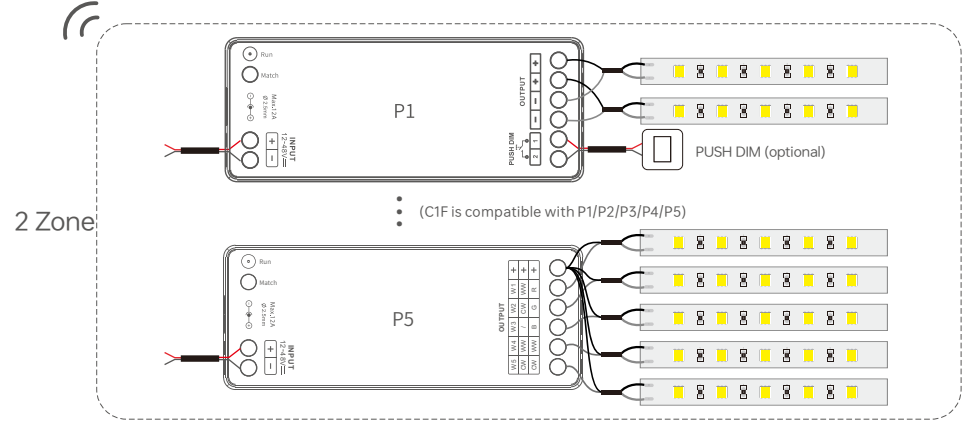 Run
Match
Max.12A
Ø 2.5mm
INPUT
12~48V
+
−
P1
OUTPUT
+
+
−
−
PUSH DIM
1
2
PUSH DIM (optional)
2 Zone
(C1F is compatible with P1/P2/P3/P4/P5)
Run
Match
Max.12A
Ø 2.5mm
INPUT
12~48V
+
−
P5
OUTPUT
+ + +
W1 WW R
W2 CW G
W3 / B
W4 WW WW
W5 CW CW